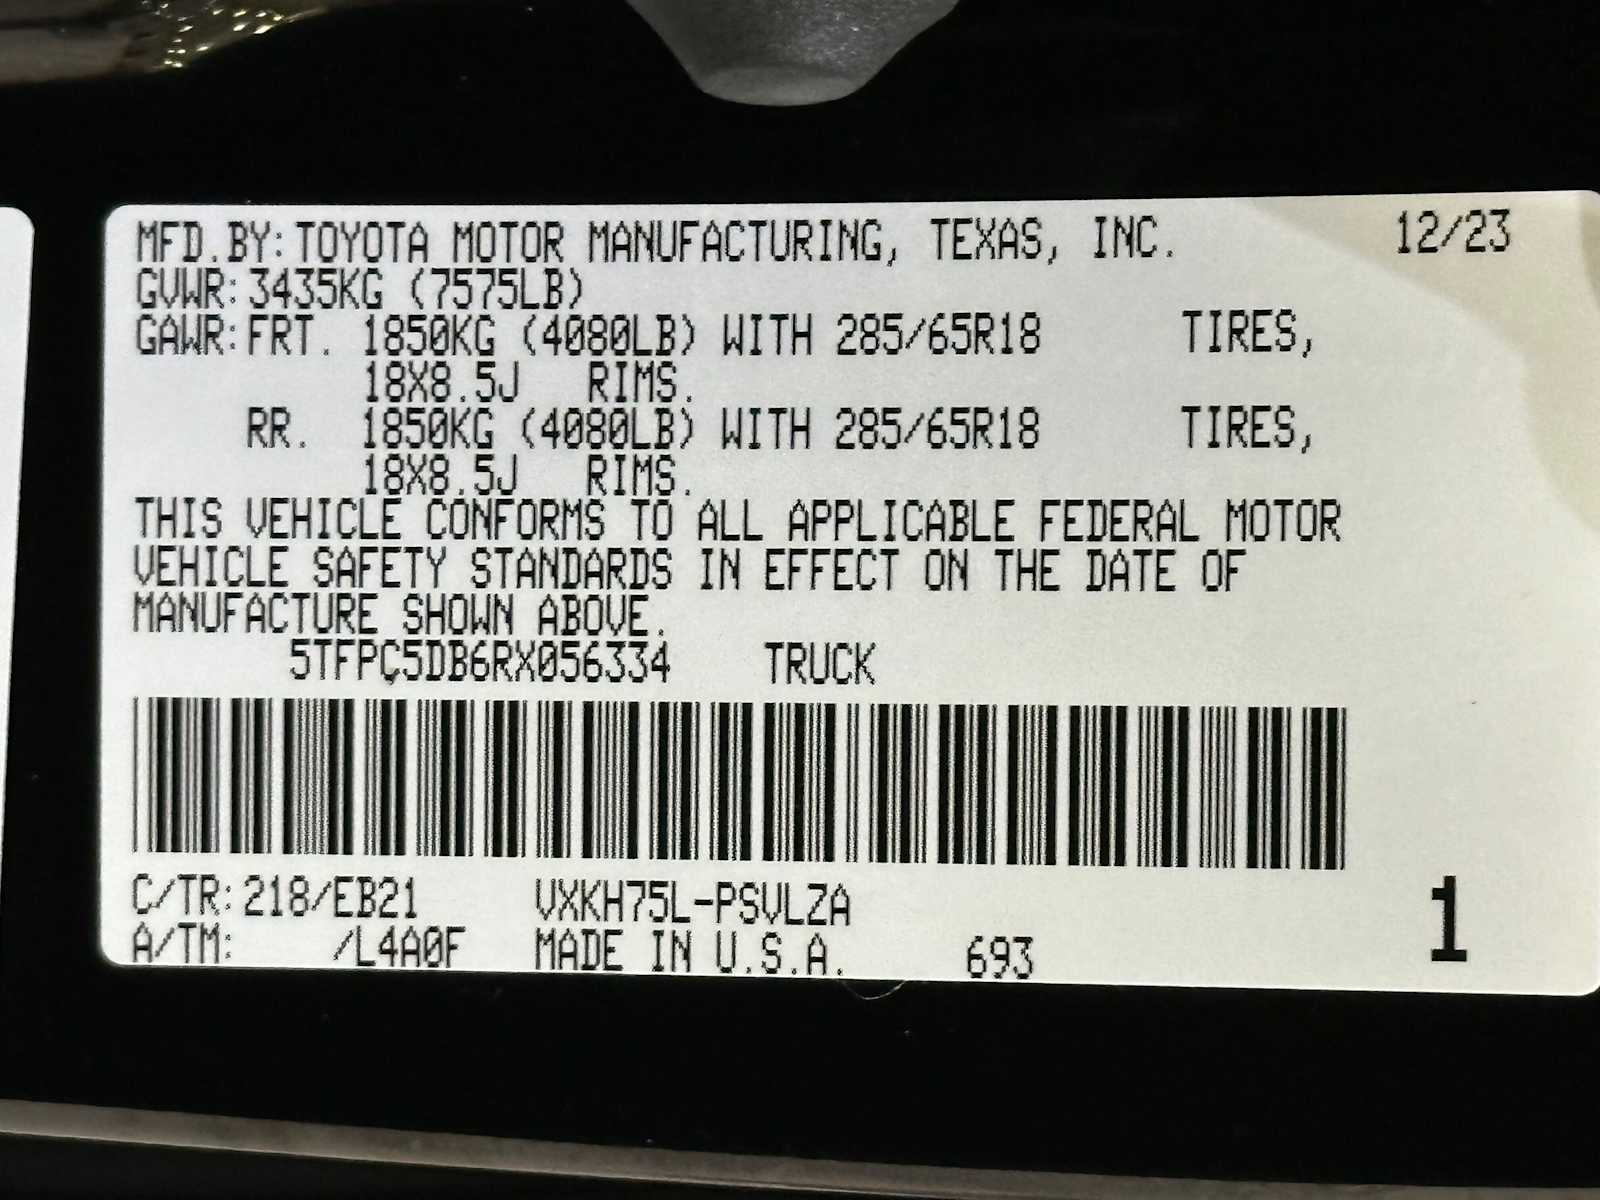 MFD.BY: TOYOTA MOTOR MANUFACTURING, TEXAS, INC. 12/23
GVWR: 3435KG (7575LB)
GAWR: FRT. 1850KG (4080LB) WITH 285/65R18 TIRES,
18X8.5J RIMS.
RR. 1850KG (4080LB) WITH 285/65R18 TIRES,
18X8.5J RIMS.
THIS VEHICLE CONFORMS TO ALL APPLICABLE FEDERAL MOTOR
VEHICLE SAFETY STANDARDS IN EFFECT ON THE DATE OF
MANUFACTURE SHOWN ABOVE.
5TFPC5DB6RX056334 TRUCK
C/TR: 218/EB21 VXKH75L-PSVLZA 1
A/TM: /L4A0F MADE IN U.S.A. 693